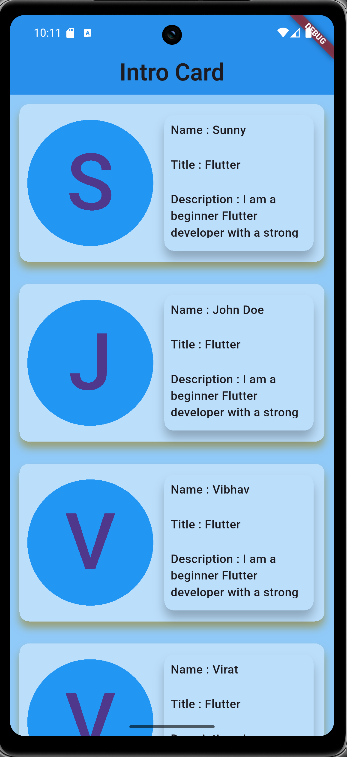 10:11 A
DEBUG
Intro Card
S
Name : Sunny
Title : Flutter
Description : I am a
beginner Flutter
developer with a strong
J
Name : John Doe
Title : Flutter
Description : I am a
beginner Flutter
developer with a strong
V
Name : Vibhav
Title : Flutter
Description : I am a
beginner Flutter
developer with a strong
V
Name : Virat
Title : Flutter